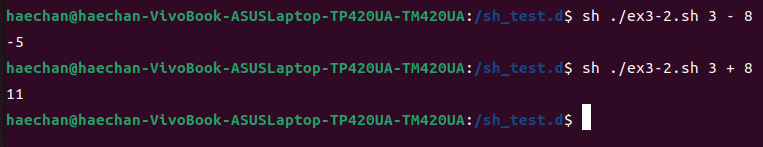 haechan@haechan-VivoBook-ASUSLaptop-TP420UA-TM420UA:/sh_test.d$ sh ./ex3-2.sh 3 - 8
-5
haechan@haechan-VivoBook-ASUSLaptop-TP420UA-TM420UA:/sh_test.d$ sh ./ex3-2.sh 3 + 8
11
haechan@haechan-VivoBook-ASUSLaptop-TP420UA-TM420UA:/sh_test.d$